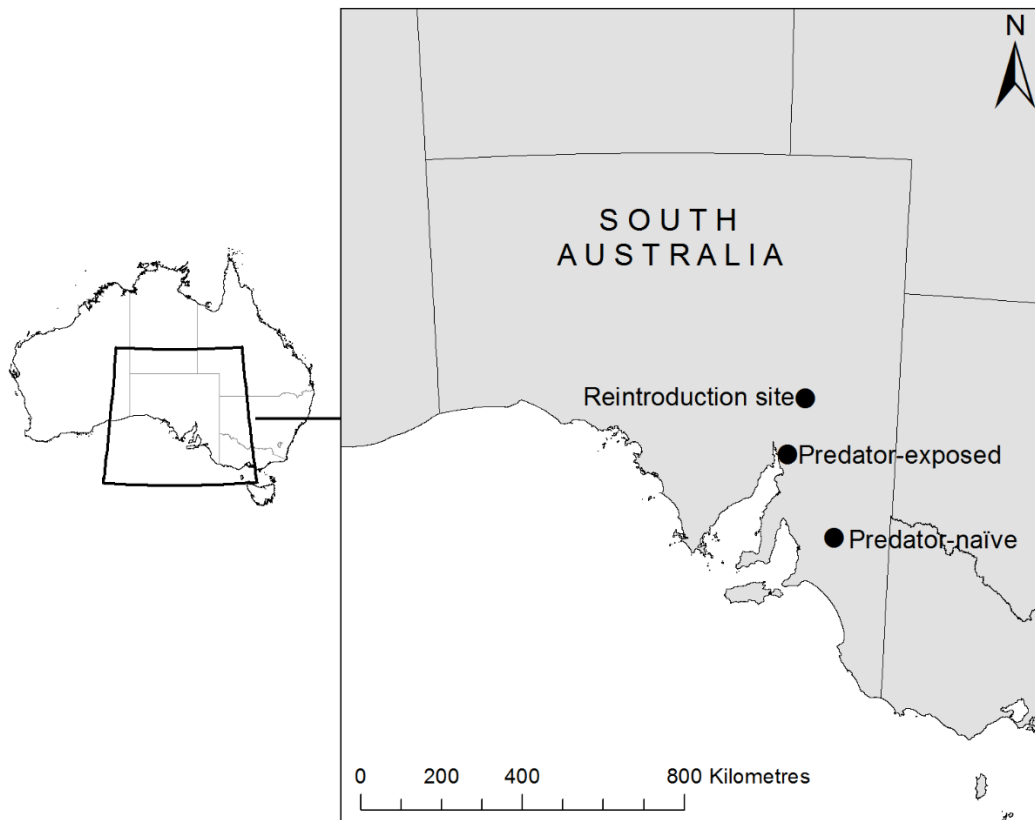 N
SOUTH
AUSTRALIA
Reintroduction site
Predator-exposed
Predator-naïve
0 200 400 800 Kilometres